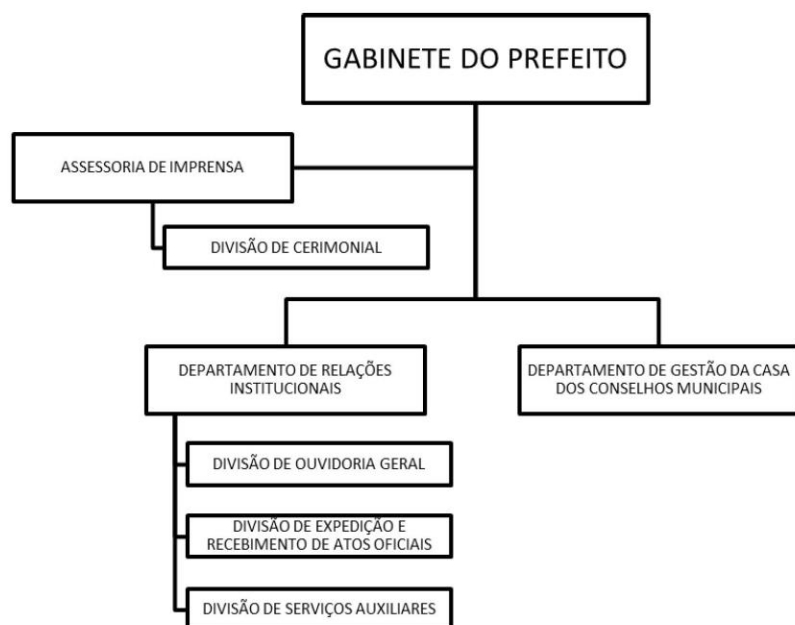 GABINETE DO PREFEITO
ASSESSORIA DE IMPRENSA
DIVISÃO DE CERIMONIAL
DEPARTAMENTO DE RELAÇÕES
INSTITUCIONAIS
DEPARTAMENTO DE GESTÃO DA CASA
DOS CONSELHOS MUNICIPAIS
DIVISÃO DE OUVIDORIA GERAL
DIVISÃO DE EXPEDIÇÃO E
RECEBIMENTO DE ATOS OFICIAIS
DIVISÃO DE SERVIÇOS AUXILIARES